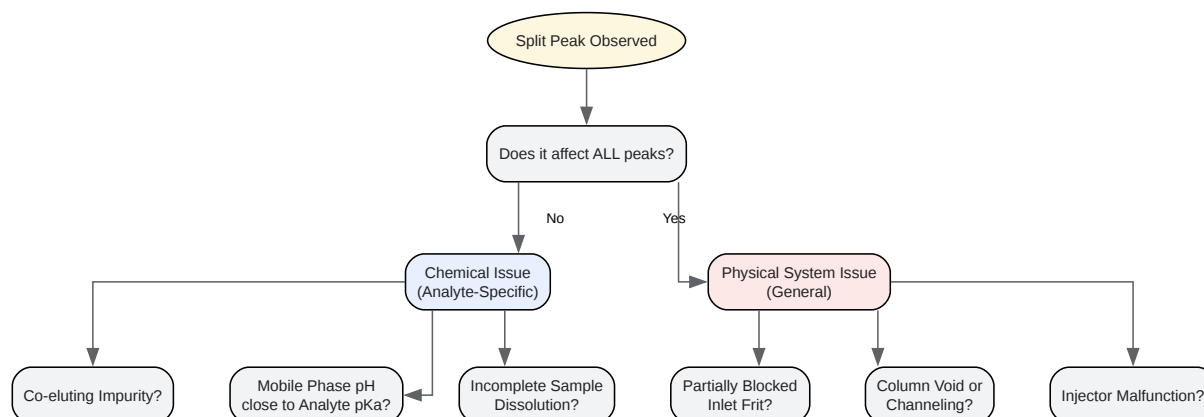 Split Peak Observed
Does it affect ALL peaks?
No
Yes
Chemical Issue
(Analyte-Specific)
Physical System Issue
(General)
Co-eluting Impurity?
Mobile Phase pH
close to Analyte pKa?
Incomplete Sample
Dissolution?
Partially Blocked
Inlet Frit?
Column Void or
Channeling?
Injector Malfunction?